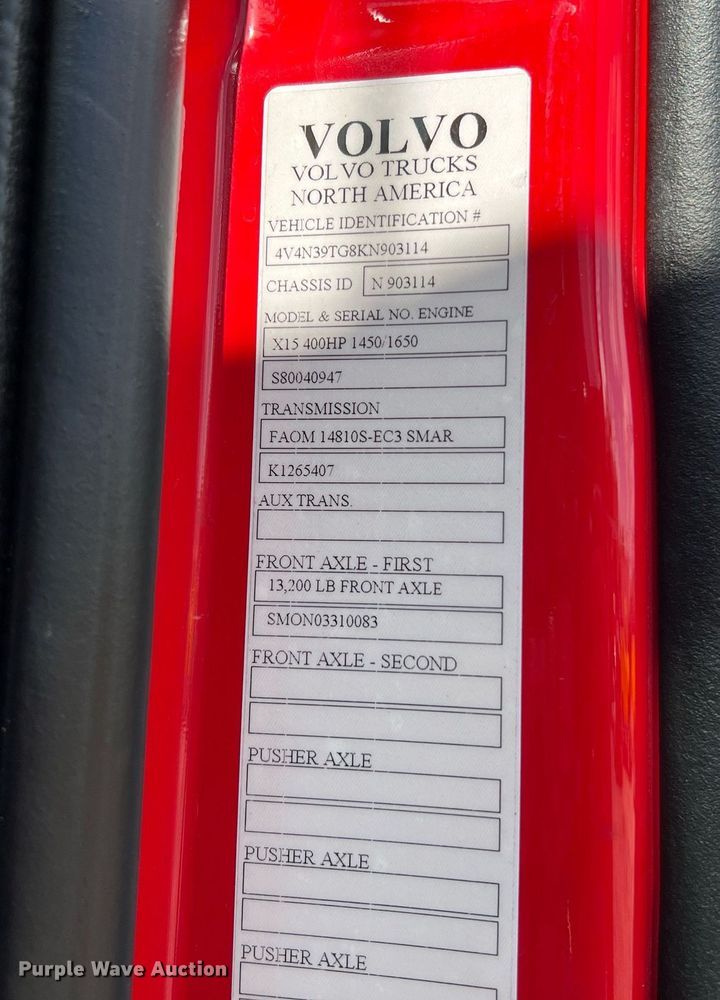 VOLVO
VOLVO TRUCKS
NORTH AMERICA
VEHICLE IDENTIFICATION #
4V4N39TG8KN903114
CHASSIS ID N 903114
MODEL & SERIAL NO. ENGINE
X15 400HP 1450/1650
S80040947
TRANSMISSION
FAOM 14810S-EC3 SMAR
K1265407
AUX TRANS.
FRONT AXLE - FIRST
13,200 LB FRONT AXLE
SMON03310083
FRONT AXLE - SECOND
PUSHER AXLE
PUSHER AXLE
PUSHER AXLE
Purple Wave Auction